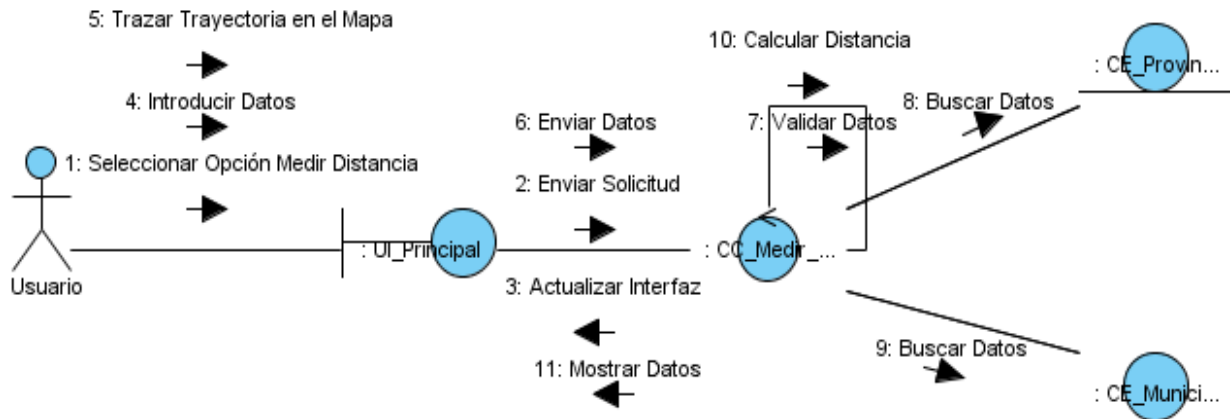 5: Trazar Trayectoria en el Mapa
10: Calcular Distancia
: CE_Provin...
4: Introducir Datos
6: Enviar Datos
7: Validar Datos
8: Buscar Datos
1: Seleccionar Opción Medir Distancia
2: Enviar Solicitud
: UI_Principal
: CC_Medir_...
Usuario
3: Actualizar Interfaz
9: Buscar Datos
11: Mostrar Datos
: CE_Munici...